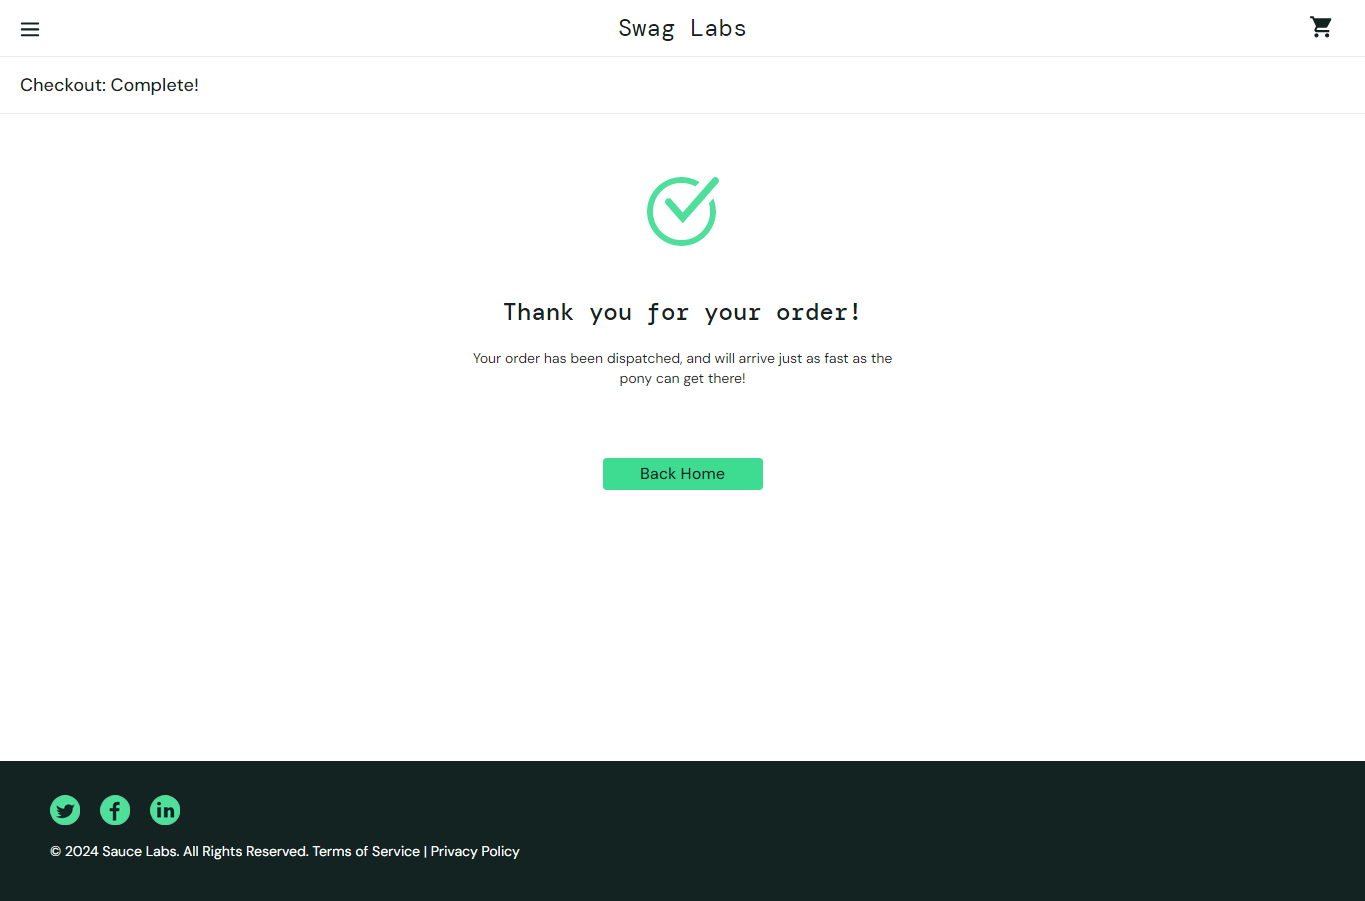 Swag Labs
Checkout: Complete!
Thank you for your order!
Your order has been dispatched, and will arrive just as fast as the
pony can get there!
Back Home
© 2024 Sauce Labs. All Rights Reserved. Terms of Service | Privacy Policy